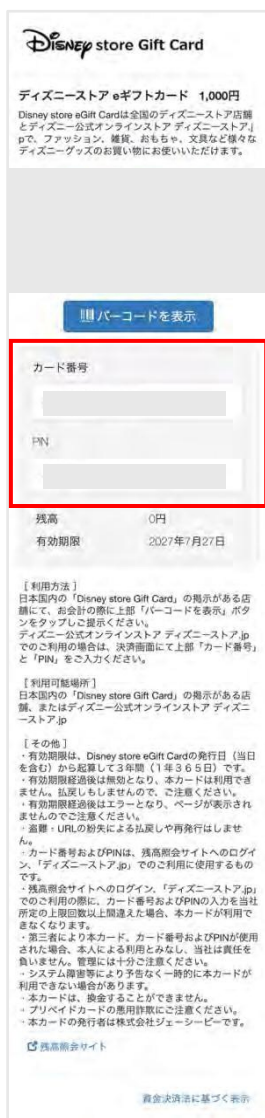 Disney store Gift Card
ディズニーストア eギフトカード 1,000円
Disney store eGift Cardは全国のディズニーストア店舗
とディズニー公式オンラインストア ディズニーストア.j
pで、ファッション、雑貨、おもちゃ、文具など様々な
ディズニーグッズのお買い物にお使いいただけます。
バーコードを表示
カード番号
PIN
残高 0円
有効期限 2027年7月27日
[ 利用方法 ]
日本国内の「Disney store Gift Card」の掲示がある店
舗にて、お会計の際に上部「バーコードを表示」ボタ
ンをタップしご提示ください。
ディズニー公式オンラインストア ディズニーストア.jp
でのご利用の場合は、決済画面にて上部「カード番号」
と「PIN」をご入力ください。
[ 利用可能場所 ]
日本国内の「Disney store Gift Card」の掲示がある店
舗、またはディズニー公式オンラインストア ディズニ
ーストア.jp
[ その他 ]
・有効期限は、Disney store eGift Cardの発行日（当日
を含む）から起算して３年間（１年３６５日）です。
・有効期限経過後は無効となり、本カードは利用でき
ません。払戻しもしませんので、ご注意ください。
・有効期限経過後はエラーとなり、ページが表示され
ませんのでご注意ください。
・盗難・URLの紛失による払戻しや再発行はしませ
ん。
・カード番号およびPINは、残高照会サイトへのログイ
ン、「ディズニーストア.jp」でのご利用に使用するもの
です。
・残高照会サイトへのログイン、「ディズニーストア.jp」
でのご利用の際に、カード番号およびPINの入力を当社
所定の上限回数以上間違えた場合、本カードが利用で
きなくなります。
・第三者により本カード、カード番号およびPINが使用
された場合、本人による利用とみなし、当社は責任を
負いません。管理には十分ご注意ください。
・システム障害等により予告なく一時的に本カードが
利用できない場合があります。
・本カードは、換金することができません。
・プリペイドカードの悪用詐欺にご注意ください。
・本カードの発行者は株式会社ジェーシービーです。
残高照会サイト
資金決済法に基づく表示